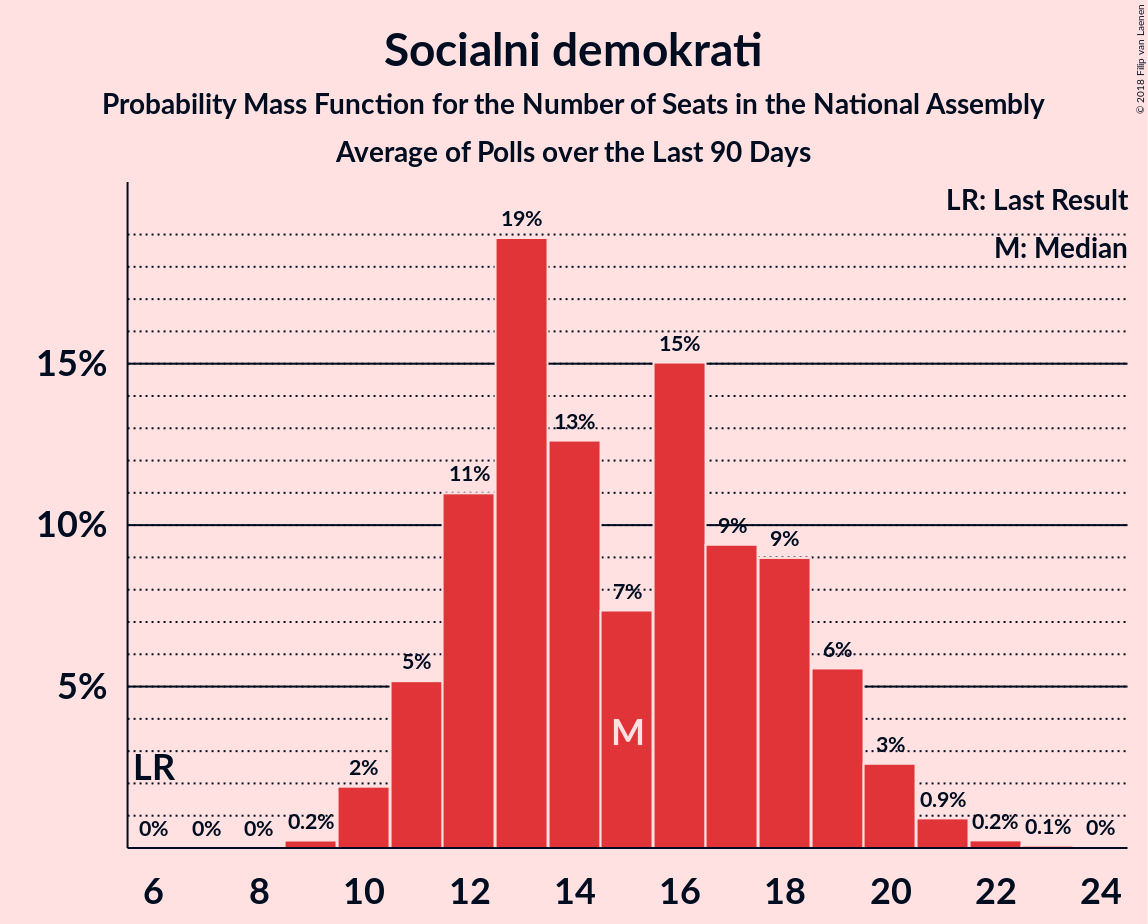 Socialni demokrati
Probability Mass Function for the Number of Seats in the National Assembly
Average of Polls over the Last 90 Days
© 2018 Filip van Laenen
LR: Last Result
M: Median
15%
10%
5%
LR
0%
0%
0%
0.2%
2%
5%
11%
19%
13%
7%
M
15%
9%
9%
6%
3%
0.9%
0.2%
0.1%
0%
6 8 10 12 14 16 18 20 22 24